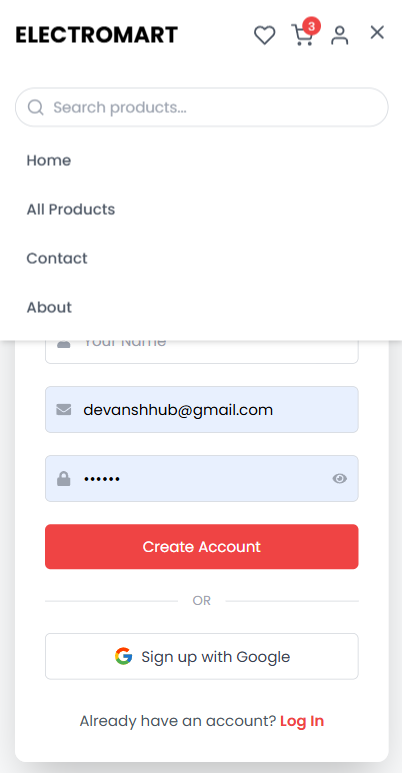 ELECTROMART
3
Search products...
Home
All Products
Contact
About
Your Name
devanshhub@gmail.com
••••••
Create Account
OR
Sign up with Google
Already have an account? Log In